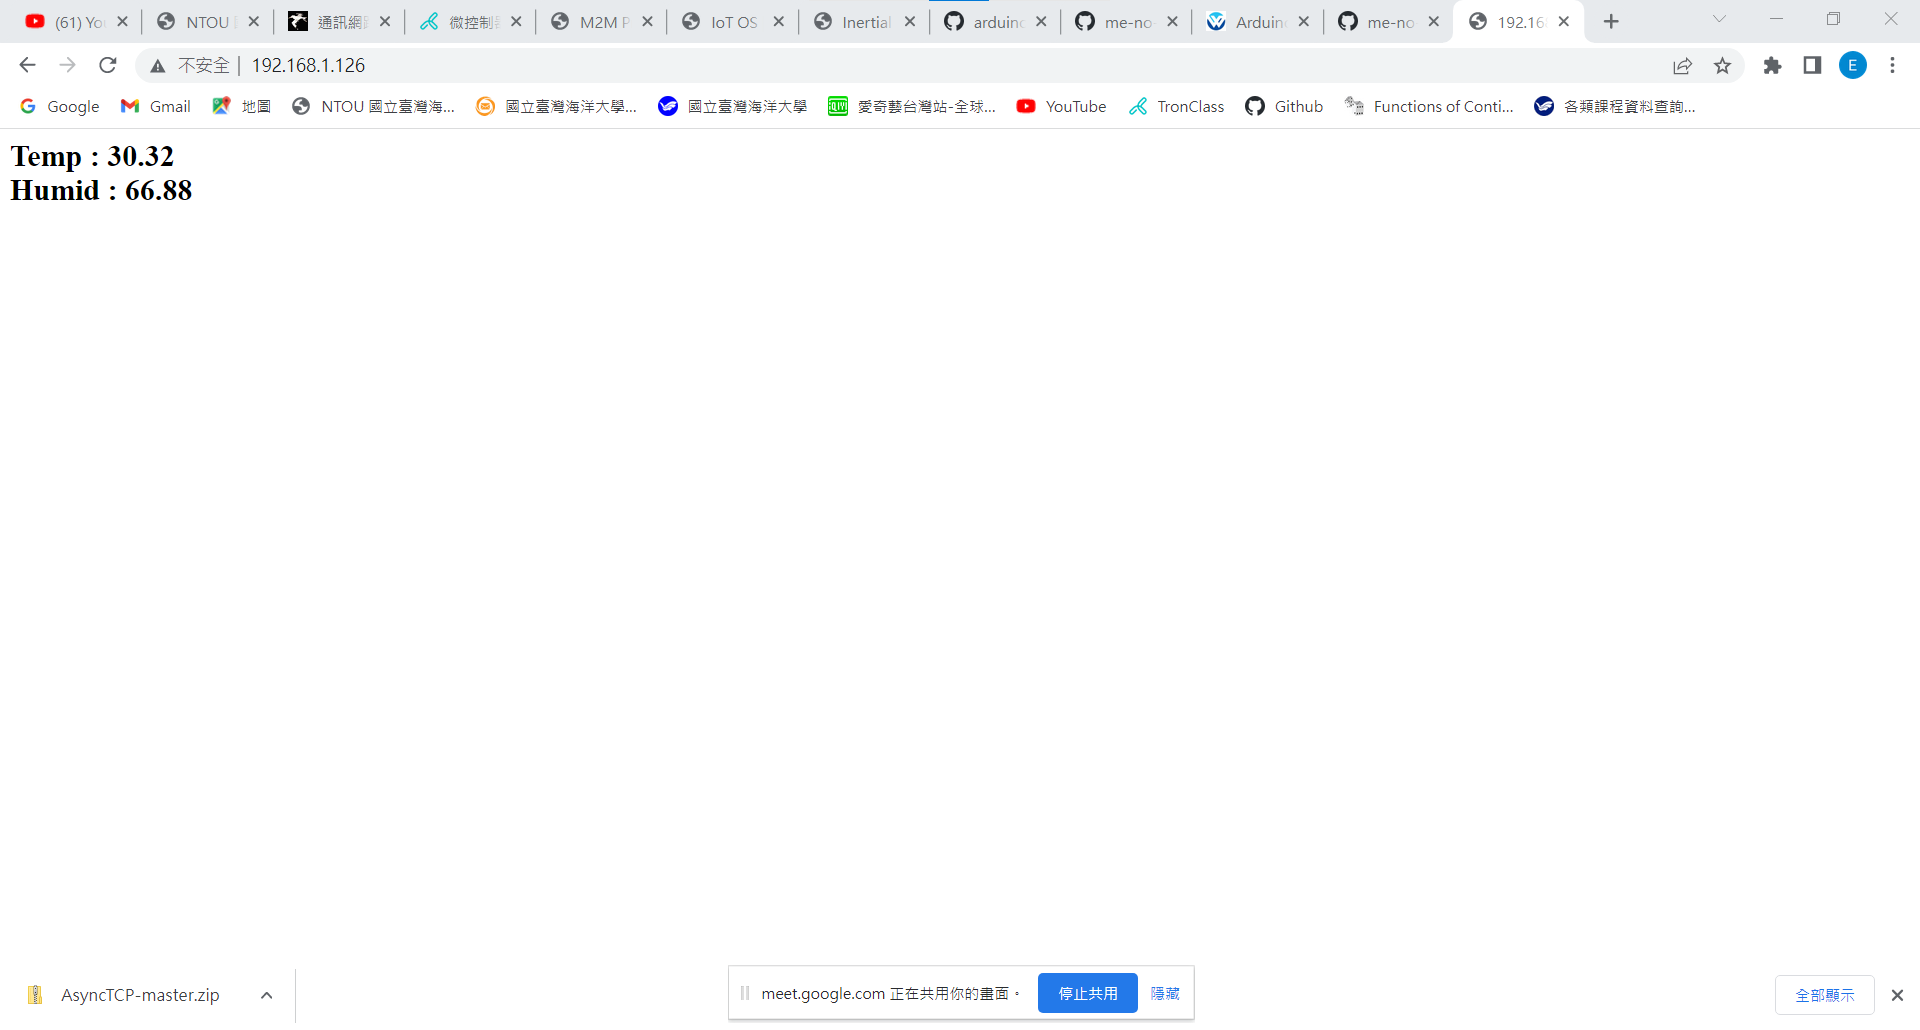 (61) You
NTOU
通訊網
微控制
M2M P
IoT OS
Inertial
arduino
me-no-
Arduino
me-no-
192.168
不安全 | 192.168.1.126
E
Google
Gmail
地圖
NTOU 國立臺灣海...
國立臺灣海洋大學...
國立臺灣海洋大學
愛奇藝台灣站-全球...
YouTube
TronClass
Github
Functions of Conti...
各類課程資料查詢...
Temp : 30.32
Humid : 66.88
AsyncTCP-master.zip
meet.google.com 正在共用你的畫面。
停止共用
隱藏
全部顯示